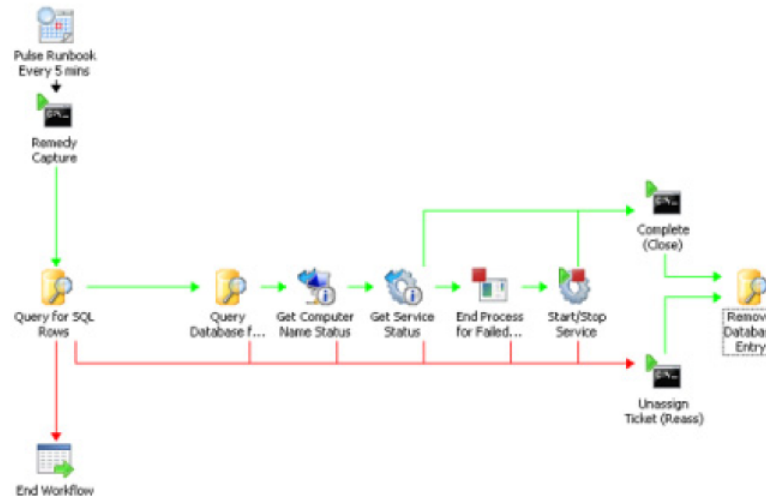 Pulse Runbook
Every 5 mins
Remedy
Capture
Query for SQL
Rows
Query
Database f...
Get Computer
Name Status
Get Service
Status
End Process
for Failed...
Start/Stop
Service
Complete
(Close)
Unassign
Ticket (Reass)
Entry
End Workflow